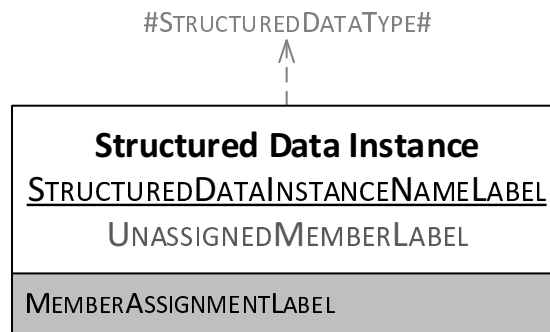 #STRUCTUREDDATATYPE#
Structured Data Instance
STRUCTUREDDATAINSTANCENAMELABEL
UNASSIGNEDMEMBERLABEL
MEMBERASSIGNMENTLABEL